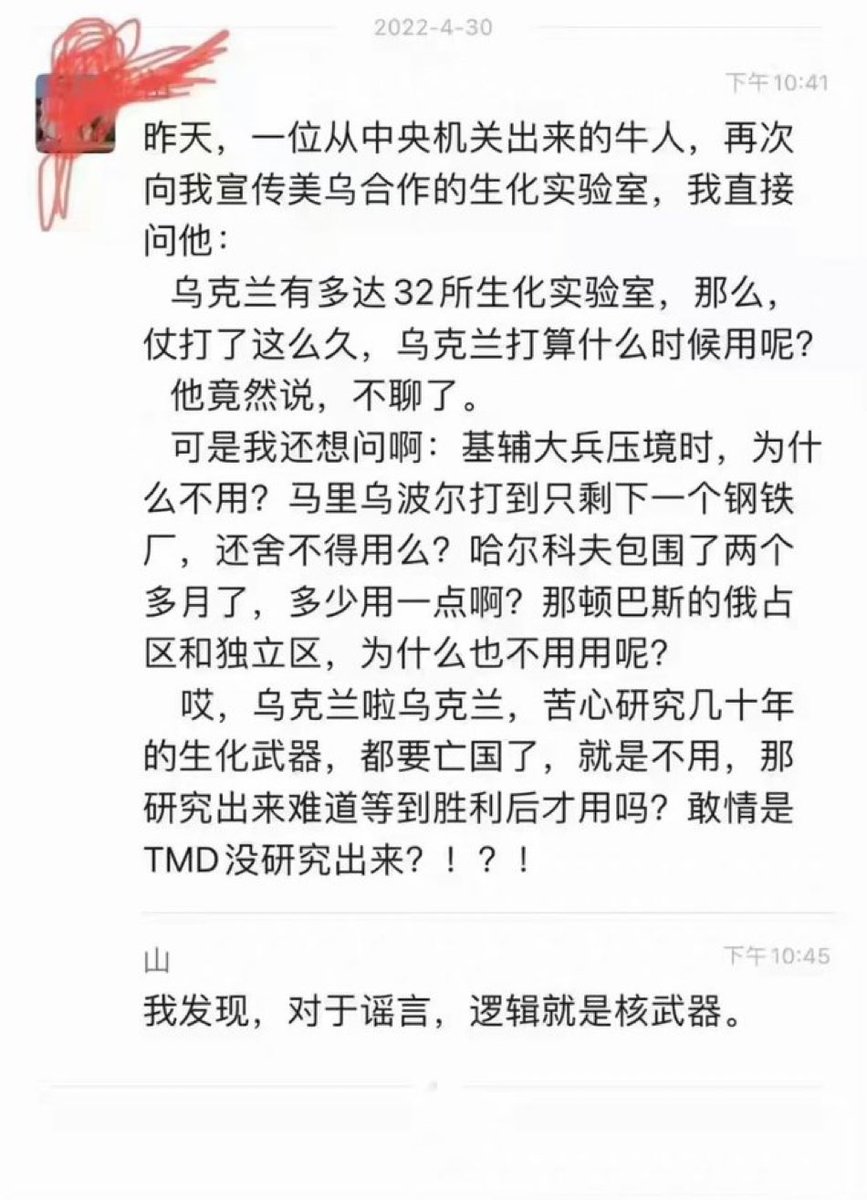 2022-4-30
下午10:41
昨天，一位从中央机关出来的牛人，再次
向我宣传美乌合作的生化实验室，我直接
问他：
乌克兰有多达32所生化实验室，那么，
仗打了这么久，乌克兰打算什么时候用呢？
他竟然说，不聊了。
可是我还想问啊：基辅大兵压境时，为什
么不用？马里乌波尔打到只剩下一个钢铁
厂，还舍不得用么？哈尔科夫包围了两个
多月了，多少用一点啊？那顿巴斯的俄占
区和独立区，为什么也不用用呢？
哎，乌克兰啦乌克兰，苦心研究几十年
的生化武器，都要亡国了，就是不用，那
研究出来难道等到胜利后才用吗？敢情是
TMD没研究出来？！？！
山
下午10:45
我发现，对于谣言，逻辑就是核武器。